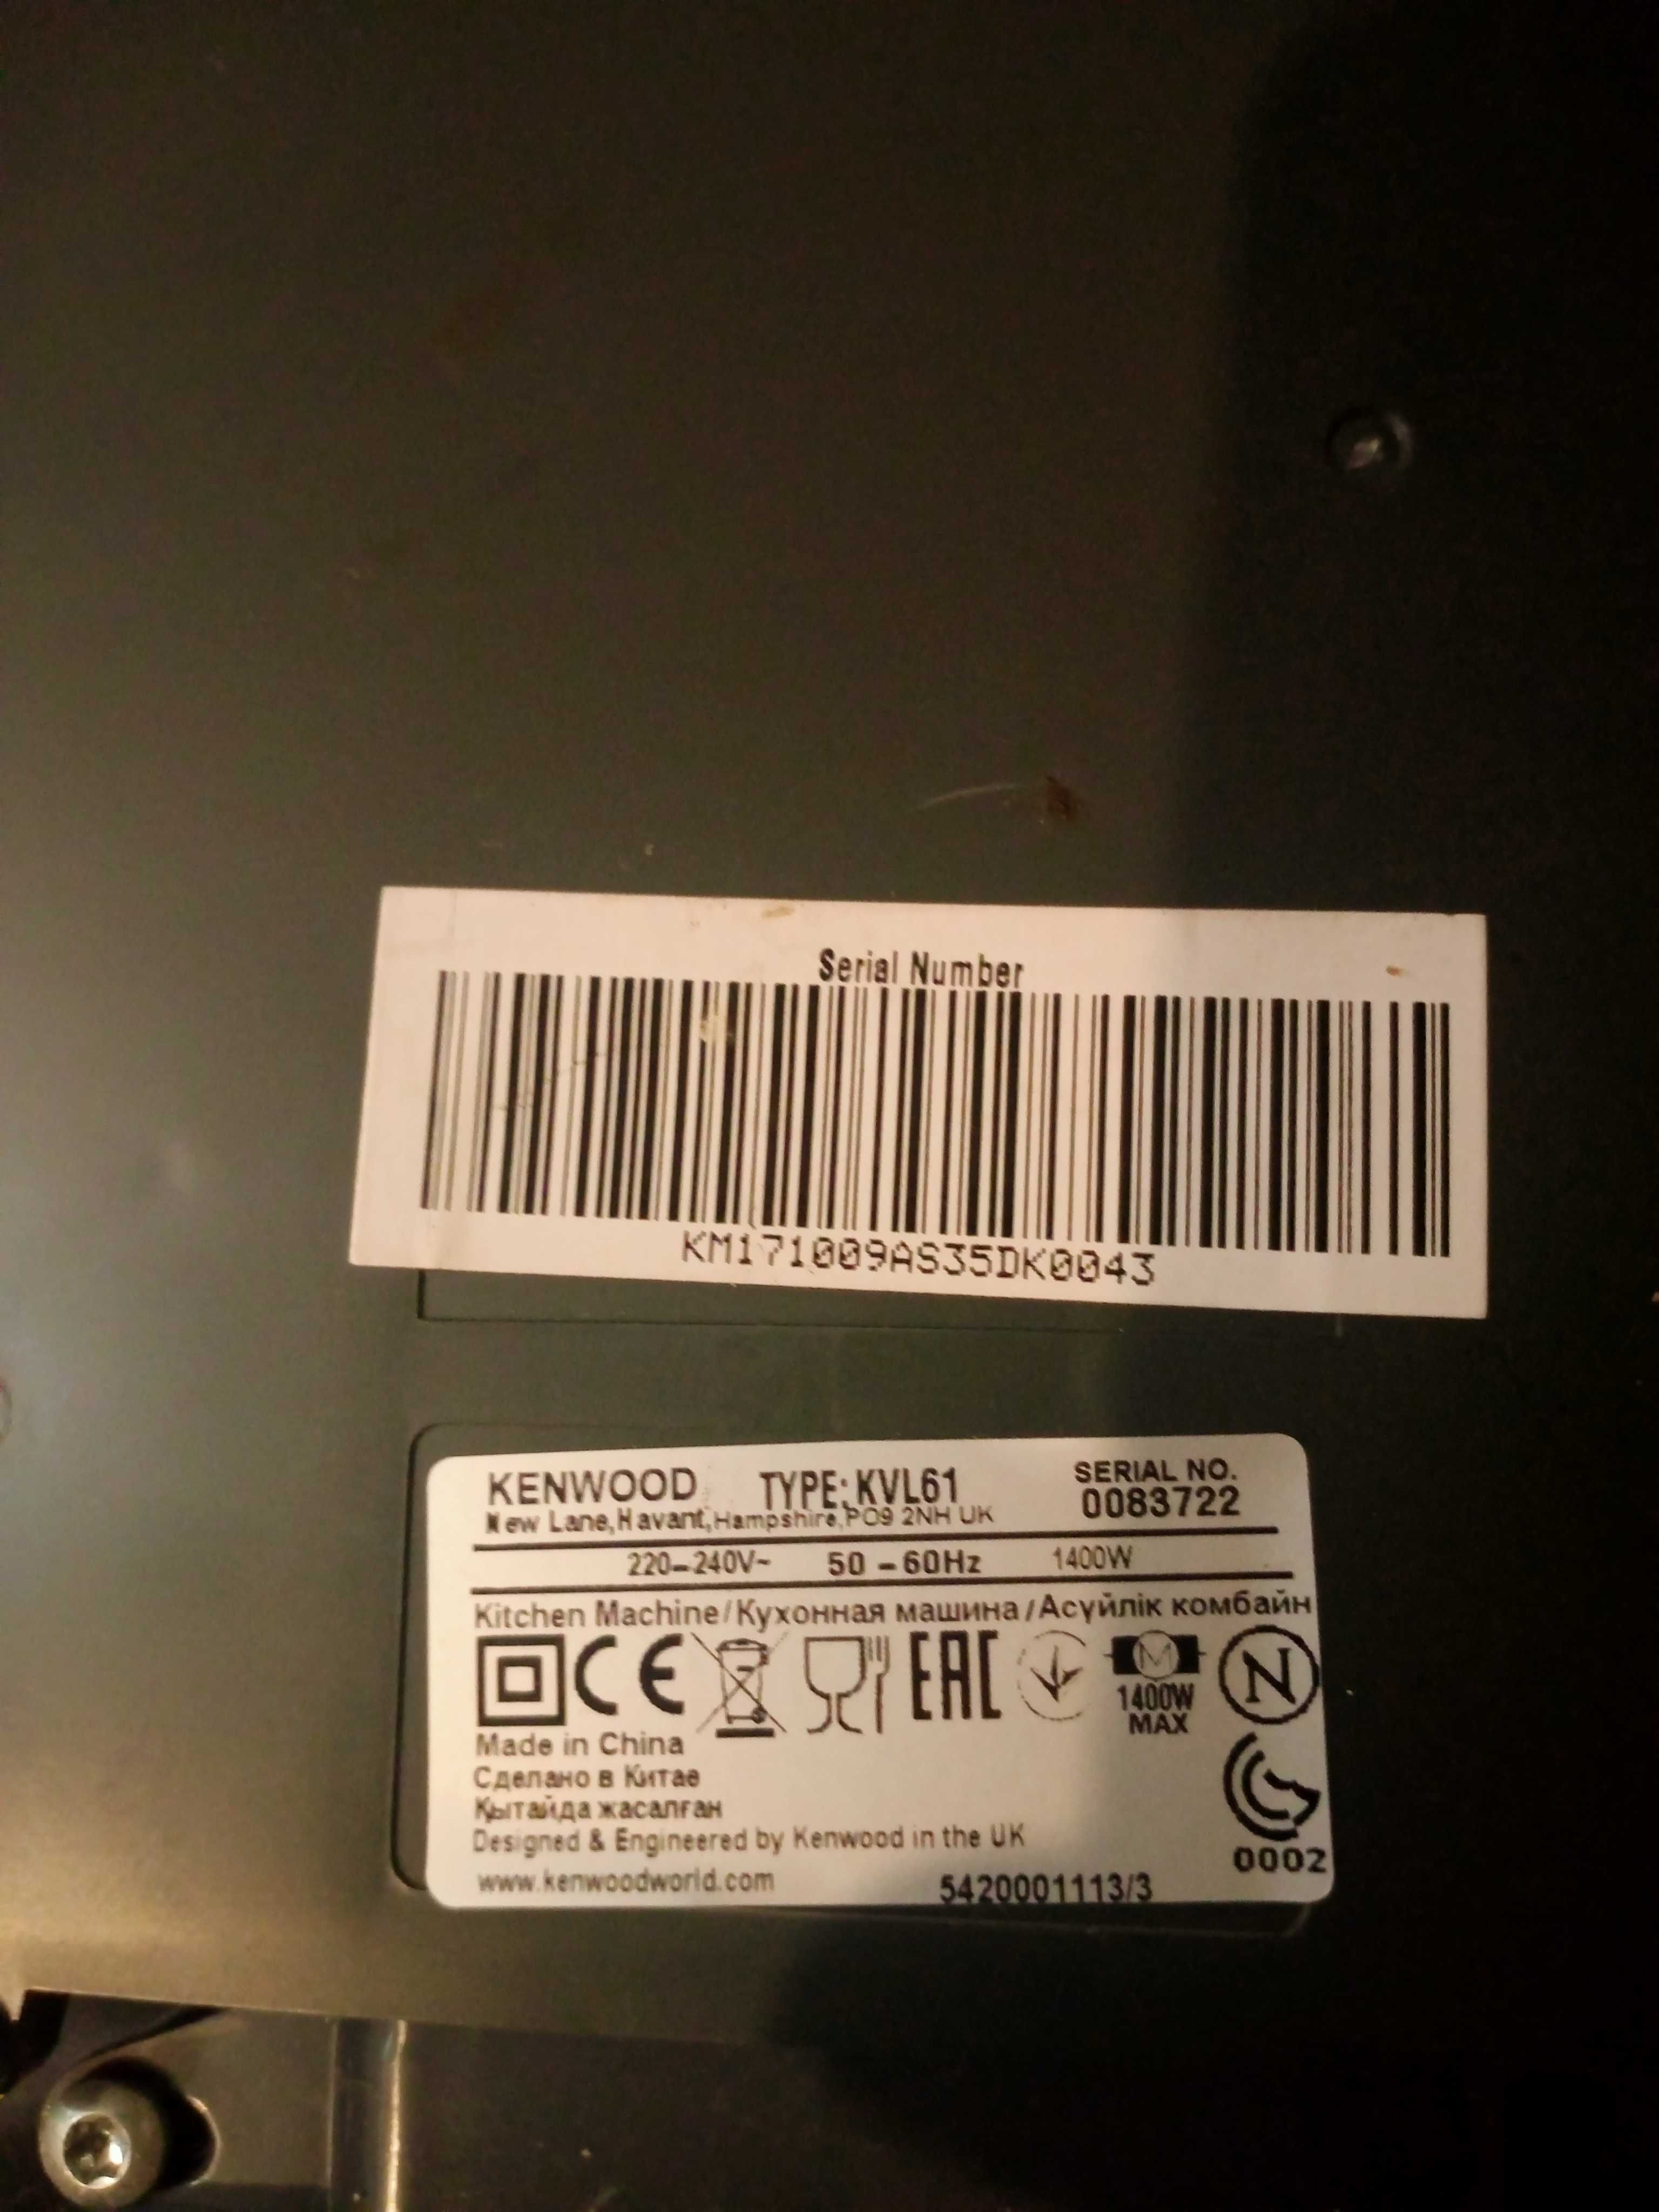 Serial Number
KM171009AS35DK0043
KENWOOD TYPE: KVL61 SERIAL NO.
New Lane, Havant, Hampshire, PO9 2NH UK 0083722
220-240V~ 50-60Hz 1400W
Kitchen Machine/Кухонная машина/Асүйлік комбайн
CE EAC M N
1400W
MAX
Made in China
Сделано в Китае
Қытайда жасалған
Designed & Engineered by Kenwood in the UK
0002
www.kenwoodworld.com 5420001113/3